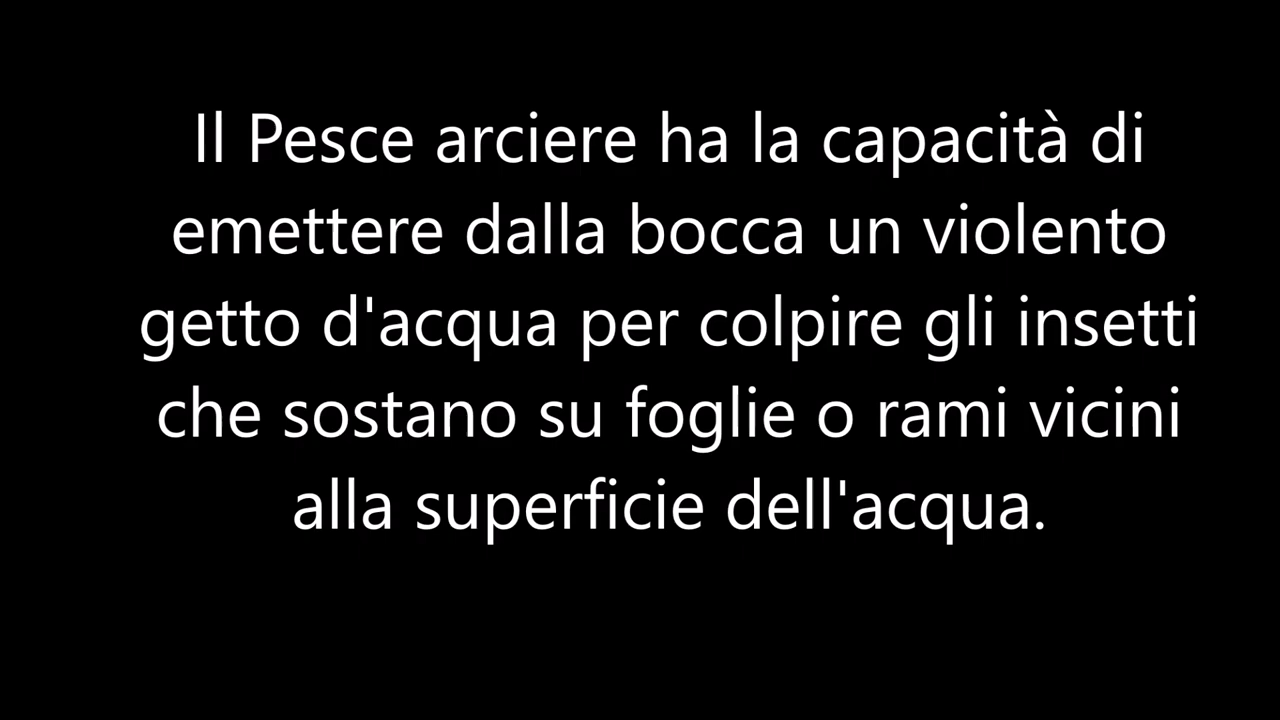 Il Pesce arciere ha la capacità di
emettere dalla bocca un violento
getto d'acqua per colpire gli insetti
che sostano su foglie o rami vicini
alla superficie dell'acqua.